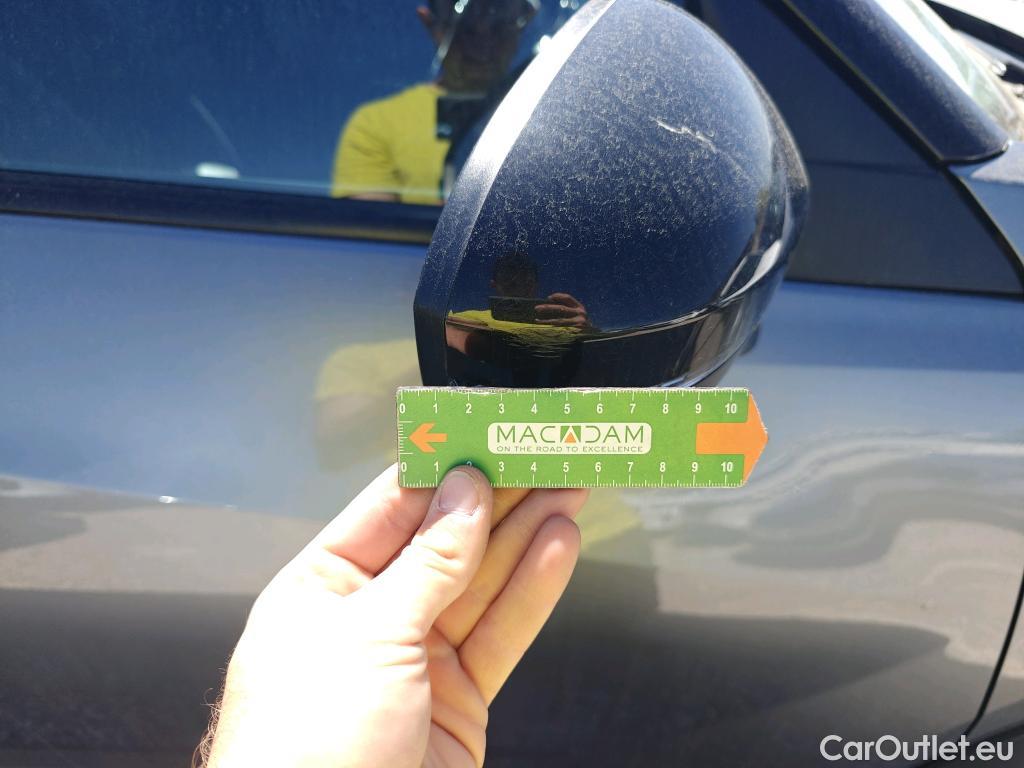 0 1 2 3 4 5 6 7 8 9 10
MACADAM
ON THE ROAD TO EXCELLENCE
0 1 2 3 4 5 6 7 8 9 10
CarOutlet.eu